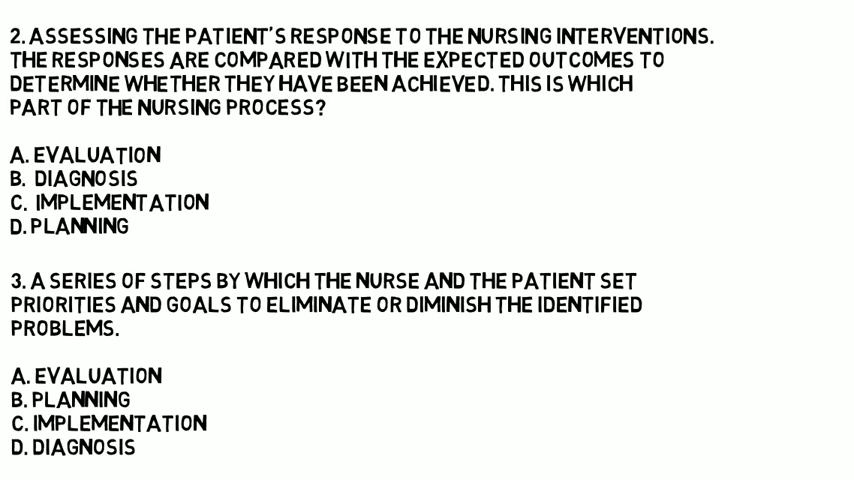 2. ASSESSING THE PATIENT'S RESPONSE TO THE NURSING INTERVENTIONS.
THE RESPONSES ARE COMPARED WITH THE EXPECTED OUTCOMES TO
DETERMINE WHETHER THEY HAVE BEEN ACHIEVED. THIS IS WHICH
PART OF THE NURSING PROCESS?
A. EVALUATION
B. DIAGNOSIS
C. IMPLEMENTATION
D. PLANNING
3. A SERIES OF STEPS BY WHICH THE NURSE AND THE PATIENT SET
PRIORITIES AND GOALS TO ELIMINATE OR DIMINISH THE IDENTIFIED
PROBLEMS.
A. EVALUATION
B. PLANNING
C. IMPLEMENTATION
D. DIAGNOSIS